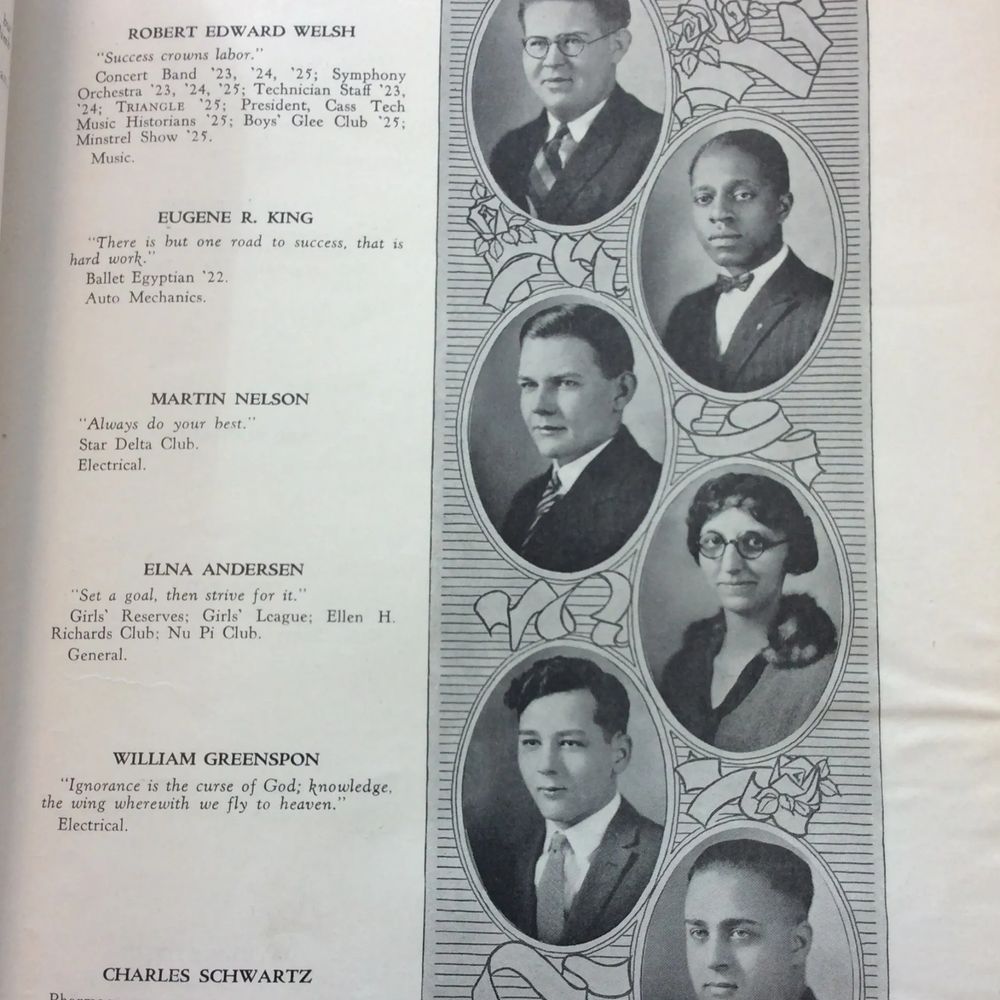 ROBERT EDWARD WELSH
"Success crowns labor."
Concert Band '23, '24, '25; Symphony
Orchestra '23, '24, '25; Technician Staff '23,
'24; TRIANGLE '25; President, Cass Tech
Music Historians '25; Boys' Glee Club '25;
Minstrel Show '25.
Music.
EUGENE R. KING
"There is but one road to success, that is
hard work."
Ballet Egyptian '22.
Auto Mechanics.
MARTIN NELSON
"Always do your best."
Star Delta Club.
Electrical.
ELNA ANDERSEN
"Set a goal, then strive for it."
Girls' Reserves; Girls' League; Ellen H.
Richards Club; Nu Pi Club.
General.
WILLIAM GREENSPON
"Ignorance is the curse of God; knowledge,
the wing wherewith we fly to heaven."
Electrical.
CHARLES SCHWARTZ